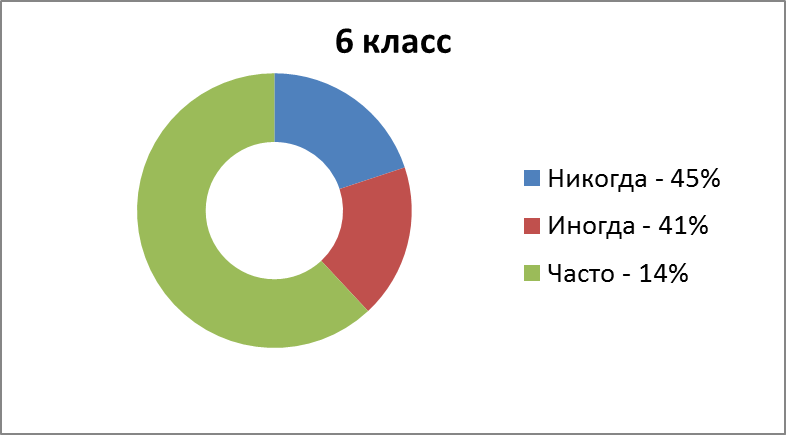 6 класс
Никогда - 45%
Иногда - 41%
Часто - 14%